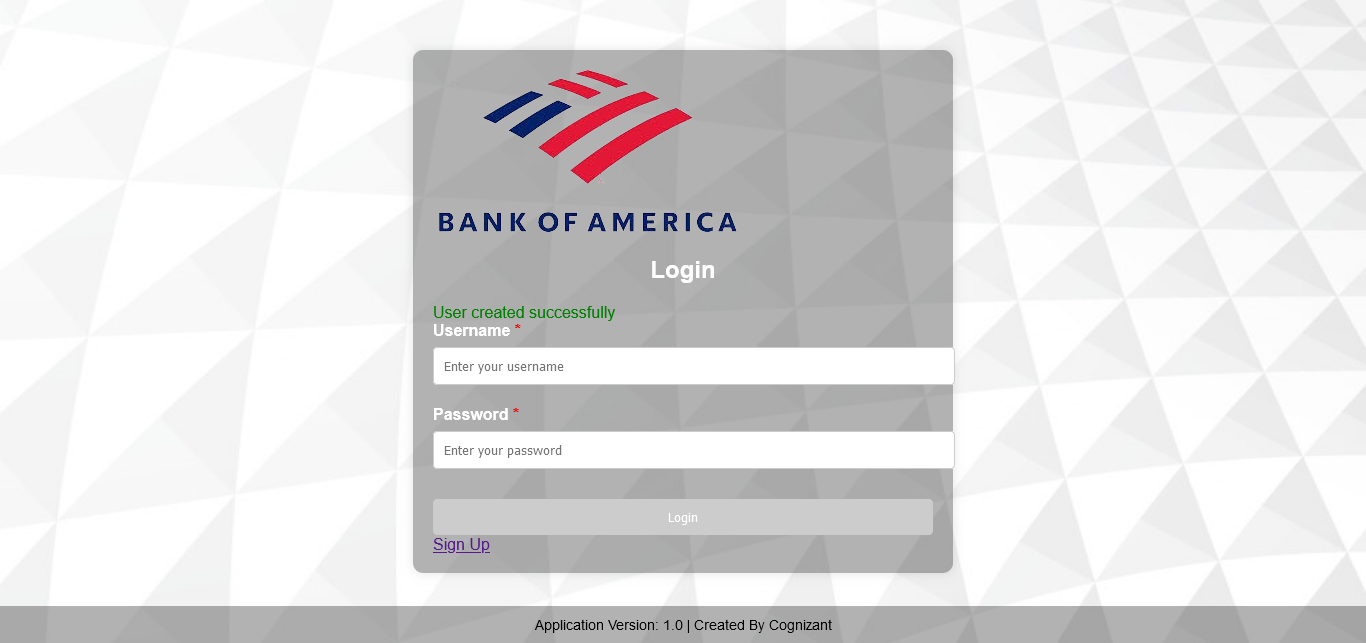 BANK OF AMERICA
Login
User created successfully
Username *
Enter your username
Password *
Enter your password
Login
Sign Up
Application Version: 1.0 | Created By Cognizant